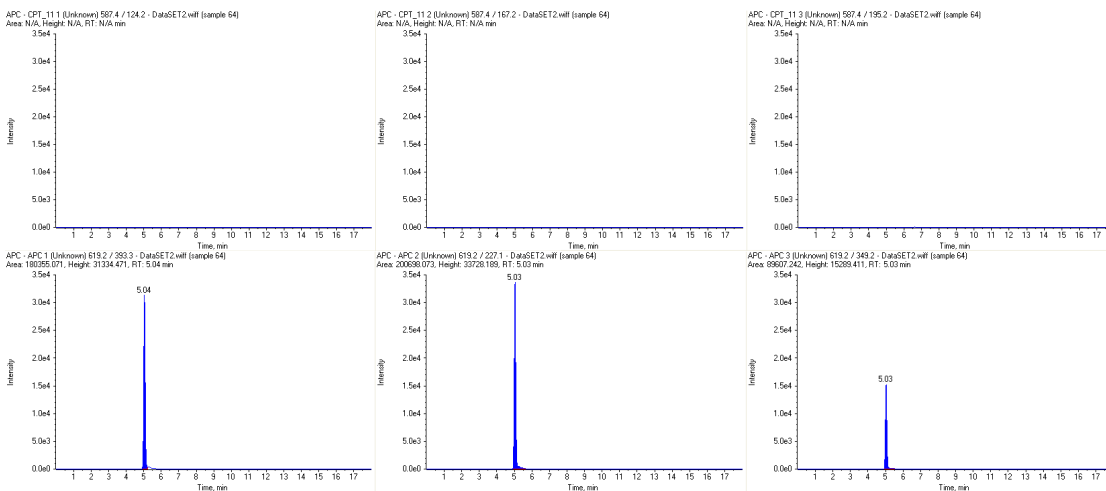 APC - CPT_11 1 (Unknown) 587.4 / 124.2 - DataSET2.wiff (sample 64)
Area: N/A, Height: N/A, RT: N/A min
3.5e4
3.0e4
2.5e4
2.0e4
1.5e4
1.0e4
5.0e3
0.0e0
Intensity
1 2 3 4 5 6 7 8 9 10 11 12 13 14 15 16 17
Time, min
APC - CPT_11 2 (Unknown) 587.4 / 167.2 - DataSET2.wiff (sample 64)
Area: N/A, Height: N/A, RT: N/A min
3.5e4
3.0e4
2.5e4
2.0e4
1.5e4
1.0e4
5.0e3
0.0e0
Intensity
1 2 3 4 5 6 7 8 9 10 11 12 13 14 15 16 17
Time, min
APC - CPT_11 3 (Unknown) 587.4 / 195.2 - DataSET2.wiff (sample 64)
Area: N/A, Height: N/A, RT: N/A min
3.5e4
3.0e4
2.5e4
2.0e4
1.5e4
1.0e4
5.0e3
0.0e0
Intensity
1 2 3 4 5 6 7 8 9 10 11 12 13 14 15 16 17
Time, min
APC - APC 1 (Unknown) 619.2 / 393.3 - DataSET2.wiff (sample 64)
Area: 180355.071, Height: 31334.471, RT: 5.04 min
3.5e4
3.0e4
2.5e4
2.0e4
1.5e4
1.0e4
5.0e3
0.0e0
Intensity
5.04
1 2 3 4 5 6 7 8 9 10 11 12 13 14 15 16 17
Time, min
APC - APC 2 (Unknown) 619.2 / 227.1 - DataSET2.wiff (sample 64)
Area: 200698.073, Height: 33728.189, RT: 5.03 min
3.5e4
3.0e4
2.5e4
2.0e4
1.5e4
1.0e4
5.0e3
0.0e0
Intensity
5.03
1 2 3 4 5 6 7 8 9 10 11 12 13 14 15 16 17
Time, min
APC - APC 3 (Unknown) 619.2 / 349.2 - DataSET2.wiff (sample 64)
Area: 89607.242, Height: 15289.411, RT: 5.03 min
3.5e4
3.0e4
2.5e4
2.0e4
1.5e4
1.0e4
5.0e3
0.0e0
Intensity
5.03
1 2 3 4 5 6 7 8 9 10 11 12 13 14 15 16 17
Time, min